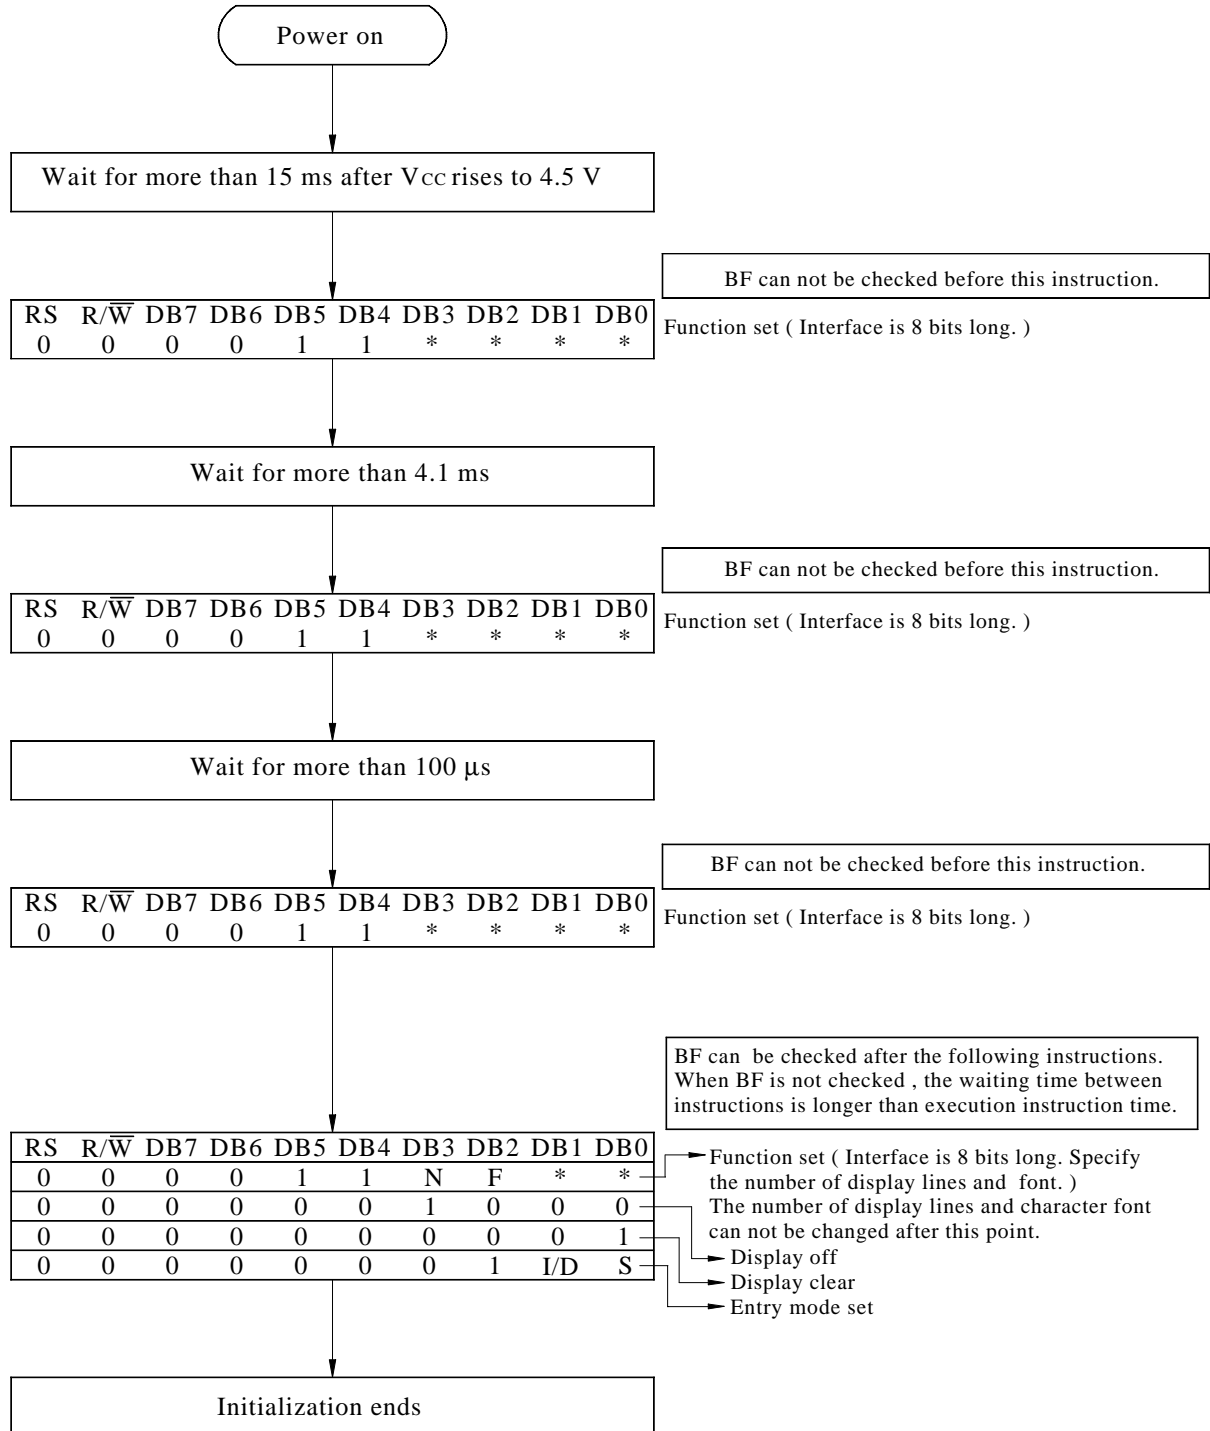 Power on
Wait for more than 15 ms after VCC rises to 4.5 V
BF can not be checked before this instruction.
RS R/W̅ DB7 DB6 DB5 DB4 DB3 DB2 DB1 DB0
0 0 0 0 1 1 * * * *
Function set ( Interface is 8 bits long. )
Wait for more than 4.1 ms
BF can not be checked before this instruction.
RS R/W̅ DB7 DB6 DB5 DB4 DB3 DB2 DB1 DB0
0 0 0 0 1 1 * * * *
Function set ( Interface is 8 bits long. )
Wait for more than 100 μs
BF can not be checked before this instruction.
RS R/W̅ DB7 DB6 DB5 DB4 DB3 DB2 DB1 DB0
0 0 0 0 1 1 * * * *
Function set ( Interface is 8 bits long. )
BF can be checked after the following instructions.
When BF is not checked , the waiting time between
instructions is longer than execution instruction time.
RS R/W̅ DB7 DB6 DB5 DB4 DB3 DB2 DB1 DB0
0 0 0 0 1 1 N F * *
0 0 0 0 0 0 1 0 0 0
0 0 0 0 0 0 0 0 0 1
0 0 0 0 0 0 0 1 I/D S
Function set ( Interface is 8 bits long. Specify
the number of display lines and font. )
The number of display lines and character font
can not be changed after this point.
Display off
Display clear
Entry mode set
Initialization ends